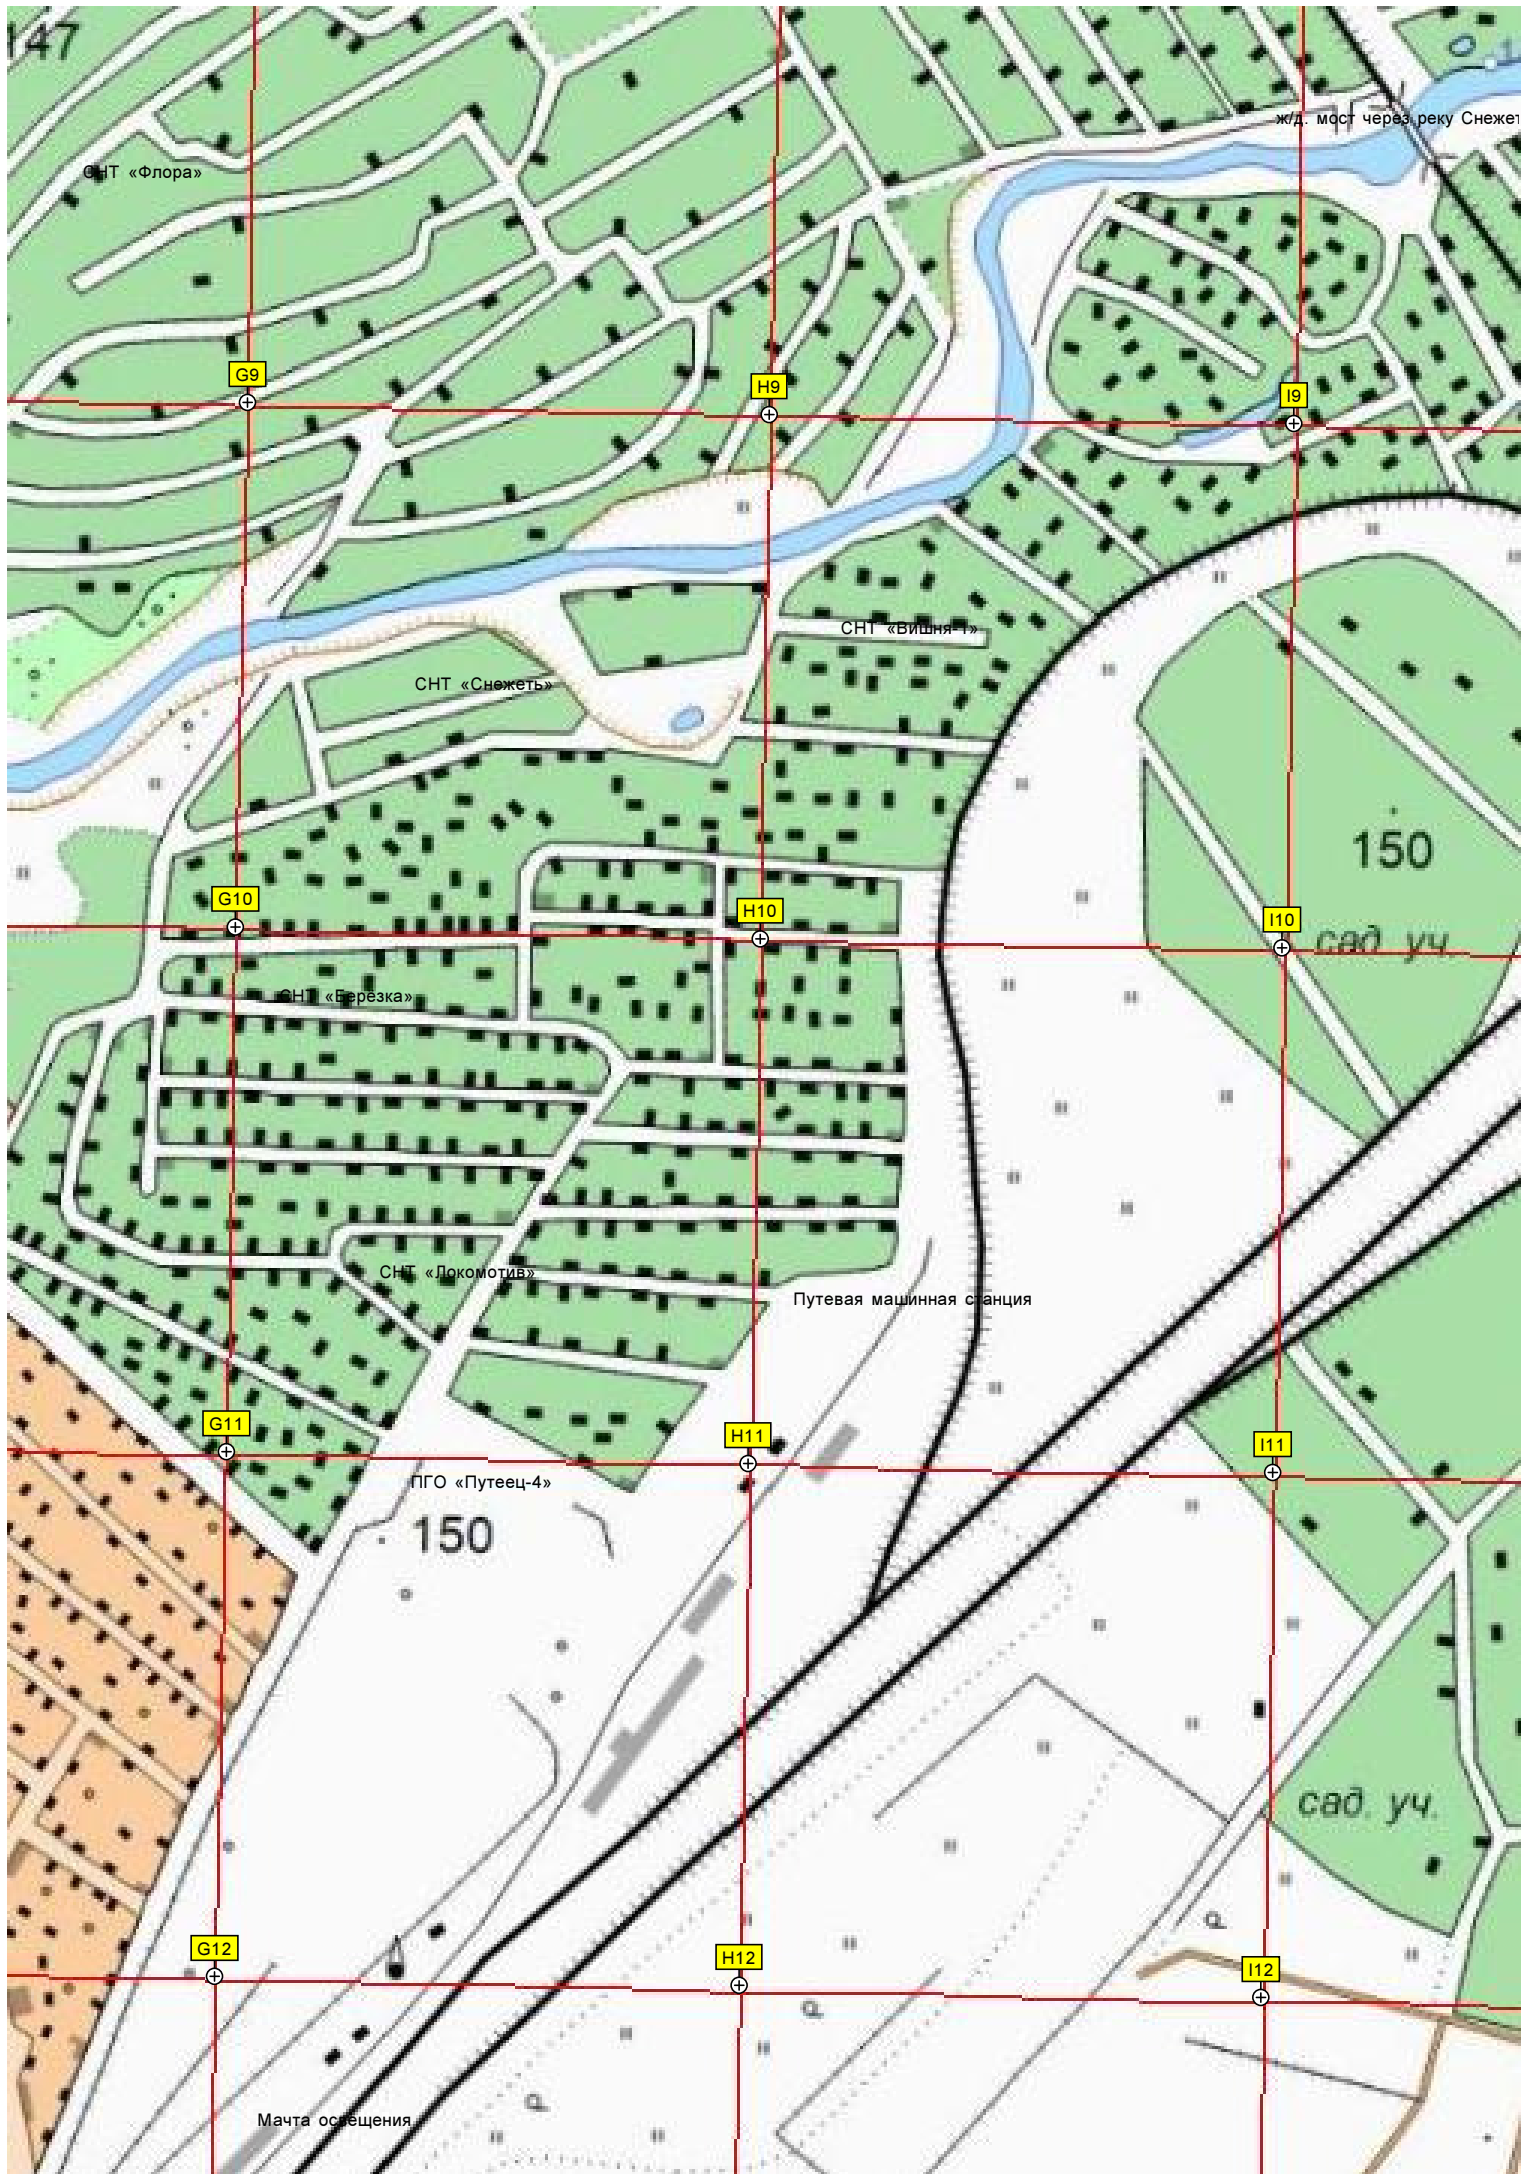 147
ж/д. мост через реку Снежет
СНТ «Флора»
G9
H9
I9
СНТ «Вишня-1»
СНТ «Снежеть»
150
G10
H10
I10
сад. уч.
СНТ «Берёзка»
СНТ «Локомотив»
Путевая машинная станция
G11
H11
I11
ПГО «Путеец-4»
150
сад. уч.
G12
H12
I12
Мачта освещения